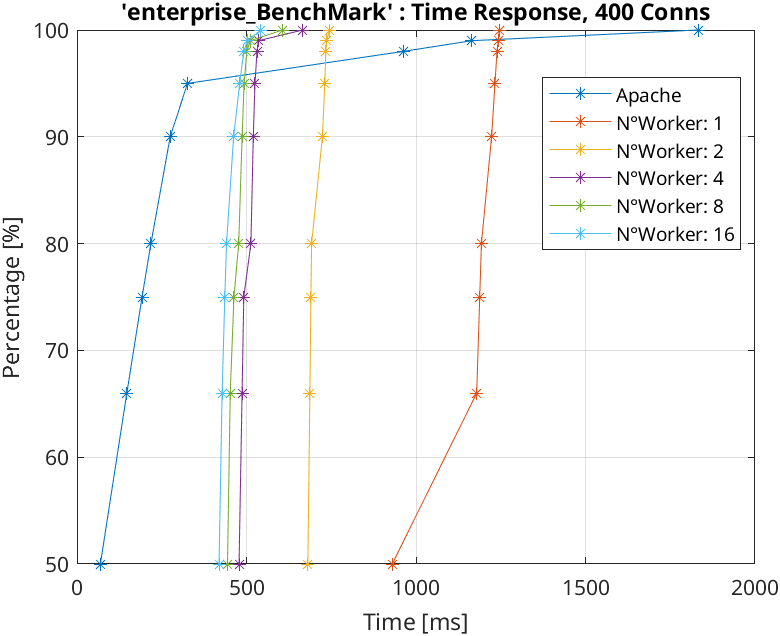 'enterprise_BenchMark' : Time Response, 400 Conns
100
90
80
70
60
50
Percentage [%]
Apache
N°Worker: 1
N°Worker: 2
N°Worker: 4
N°Worker: 8
N°Worker: 16
0 500 1000 1500 2000
Time [ms]